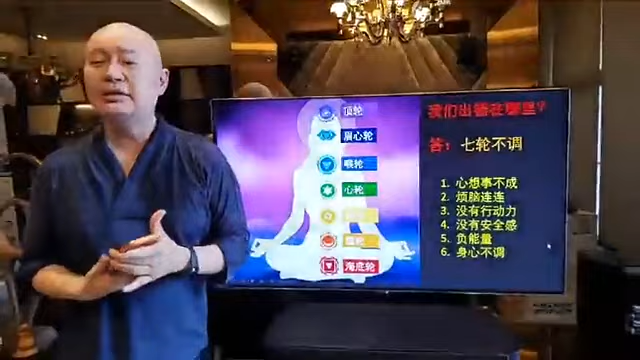 顶轮
眉心轮
喉轮
心轮
海底轮
我们出错在哪里?
答: 七轮不调
1. 心想事不成
2. 烦脑连连
3. 没有行动力
4. 没有安全感
5. 负能量
6. 身心不调